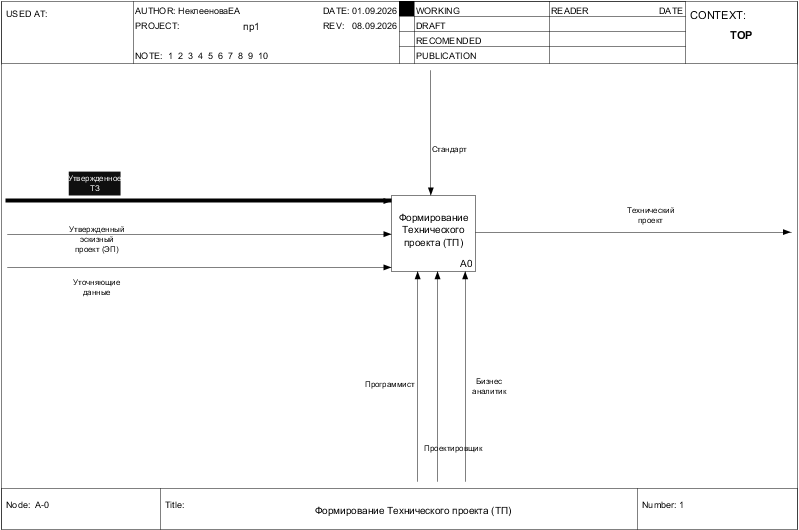 USED AT:
AUTHOR: НеклееноваЕА
DATE: 01.09.2026
PROJECT: пр1
REV: 08.09.2026
NOTE: 1 2 3 4 5 6 7 8 9 10
WORKING
DRAFT
RECOMENDED
PUBLICATION
READER
DATE
CONTEXT:
TOP
Стандарт
Утвержденное
ТЗ
Утвержденный
эскизный
проект (ЭП)
Уточняющие
данные
Формирование
Технического
проекта (ТП)
A0
Технический
проект
Программист
Бизнес
аналитик
Проектировщик
Node: A-0
Title:
Формирование Технического проекта (ТП)
Number: 1